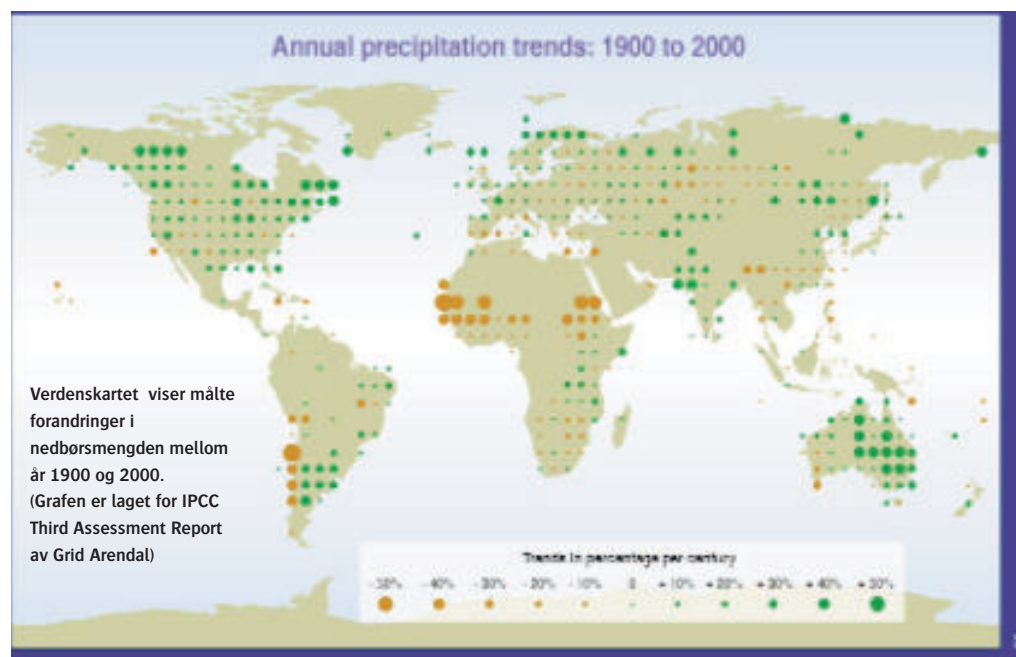 Annual precipitation trends: 1900 to 2000
Verdenskartet viser målte
forandringer i
nedbørsmengden mellom
år 1900 og 2000.
(Grafen er laget for IPCC
Third Assessment Report
av Grid Arendal)
Trends in percentage per century
-50% -40% -30% -20% -10% 0 +10% +20% +30% +40% +50%